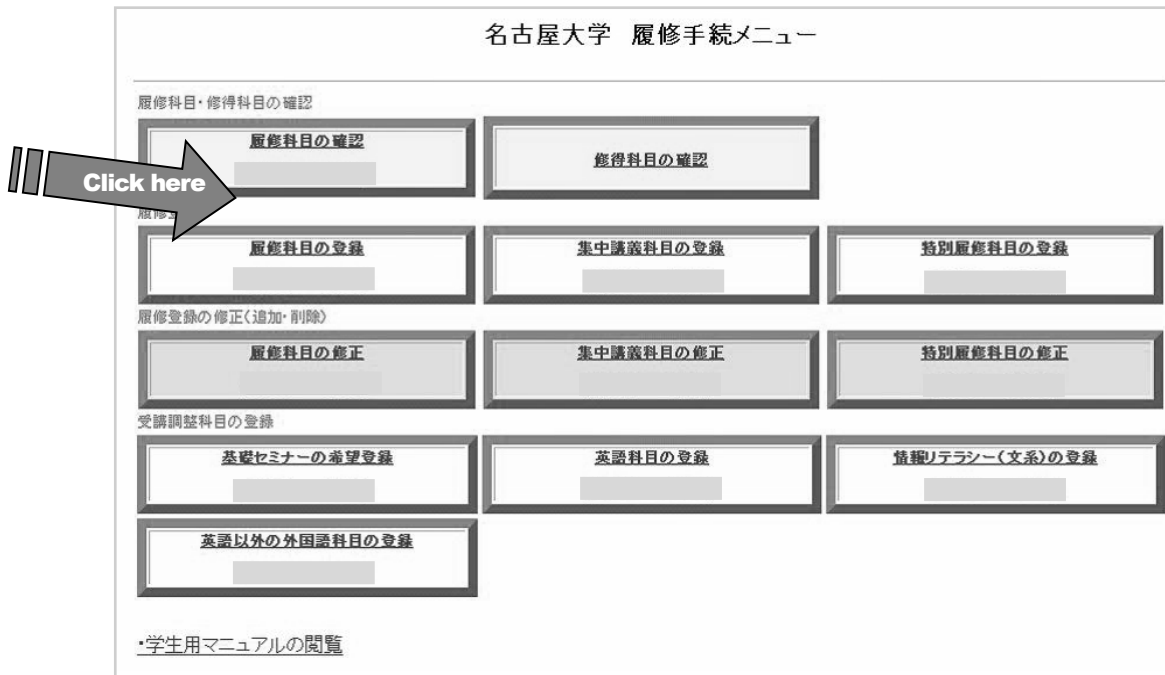 名古屋大学 履修手続メニュー
履修科目・修得科目の確認
履修科目の確認
修得科目の確認
Click here
履修登
履修科目の登録
集中講義科目の登録
特別履修科目の登録
履修登録の修正(追加・削除)
履修科目の修正
集中講義科目の修正
特別履修科目の修正
受講調整科目の登録
基礎セミナーの希望登録
英語科目の登録
情報リテラシー(文系)の登録
英語以外の外国語科目の登録
・学生用マニュアルの閲覧